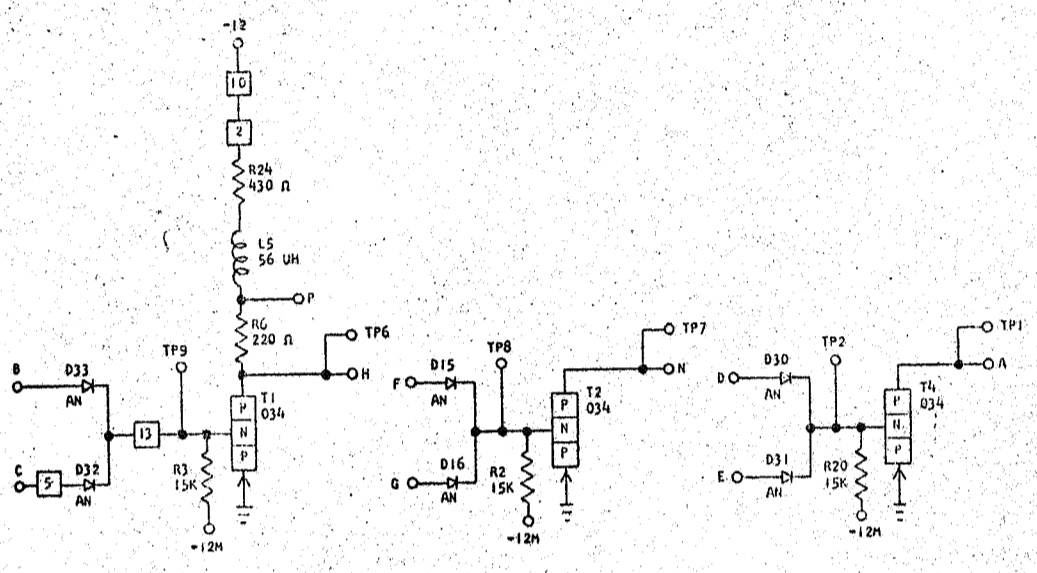 -12
10
2
R24
430 Ω
L5
56 UH
P
R6
220 Ω
TP6
H
TP9
B
D33
AN
13
C
5
D32
AN
R3
15K
-12M
P
N
P
T1
034
TP8
F
D15
AN
G
D16
AN
R2
15K
-12M
P
N
P
T2
034
TP7
N
TP2
D
D30
AN
E
D31
AN
R20
15K
-12M
P
N
P
T4
034
TP1
A